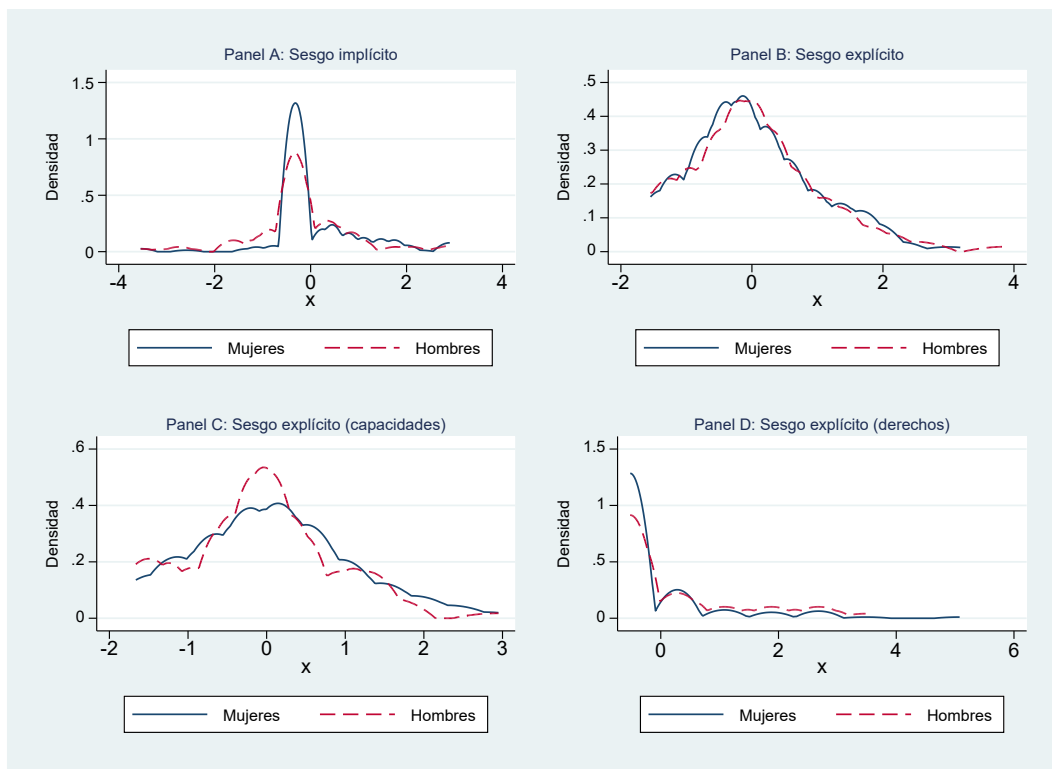 Panel A: Sesgo implícito
Densidad
1.5
1
.5
0
-4
-2
0
2
4
x
Mujeres
Hombres
Panel B: Sesgo explícito
Densidad
.5
.4
.3
.2
.1
0
-2
0
2
4
x
Mujeres
Hombres
Panel C: Sesgo explícito (capacidades)
Densidad
.6
.4
.2
0
-2
-1
0
1
2
3
x
Mujeres
Hombres
Panel D: Sesgo explícito (derechos)
Densidad
1.5
1
.5
0
0
2
4
6
x
Mujeres
Hombres